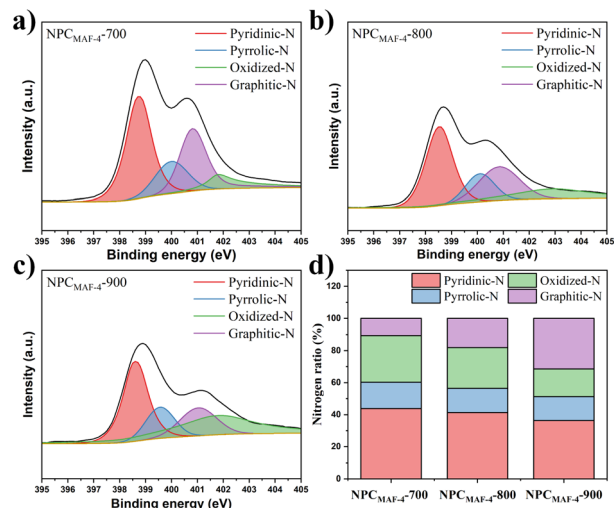 a)
NPCMAF-4-700
Pyridinic-N
Pyrrolic-N
Oxidized-N
Graphitic-N
Intensity (a.u.)
395 396 397 398 399 400 401 402 403 404 405
Binding energy (eV)
b)
NPCMAF-4-800
Pyridinic-N
Pyrrolic-N
Oxidized-N
Graphitic-N
Intensity (a.u.)
395 396 397 398 399 400 401 402 403 404 405
Binding energy (eV)
c)
NPCMAF-4-900
Pyridinic-N
Pyrrolic-N
Oxidized-N
Graphitic-N
Intensity (a.u.)
395 396 397 398 399 400 401 402 403 404 405
Binding energy (eV)
d)
Pyridinic-N Oxidized-N
Pyrrolic-N Graphitic-N
Nitrogen ratio (%)
120
100
80
60
40
20
0
NPCMAF-4-700 NPCMAF-4-800 NPCMAF-4-900